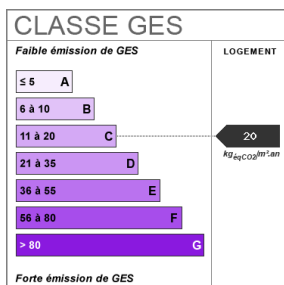 CLASSE GES
Faible émission de GES
LOGEMENT
≤ 5 A
6 à 10 B
11 à 20 C
20
kgéqCO2/m².an
21 à 35 D
36 à 55 E
56 à 80 F
> 80 G
Forte émission de GES